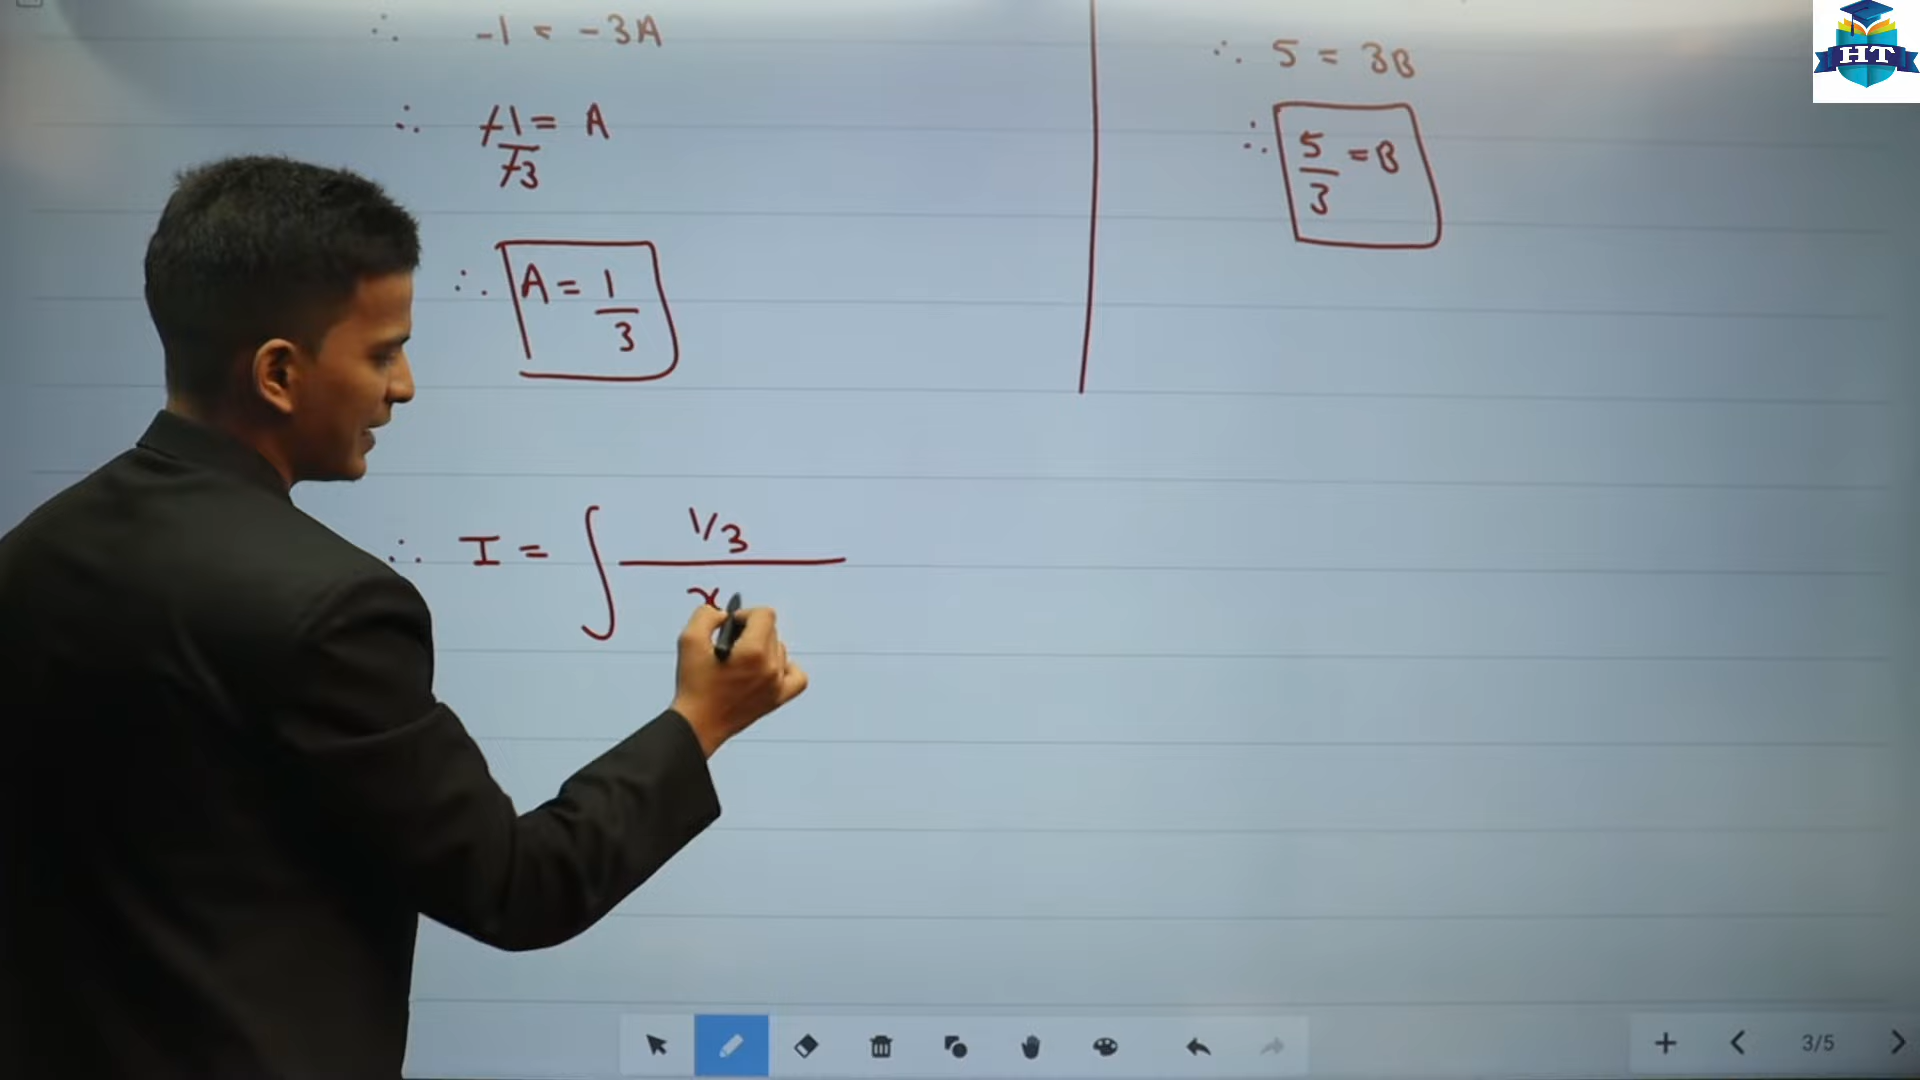 ∴ -1 = -3A
∴ -1/-3 = A
∴ A = 1/3
∴ 5 = 3B
∴ 5/3 = B
∴ I = ∫ 1/3 / x
HT
3/5